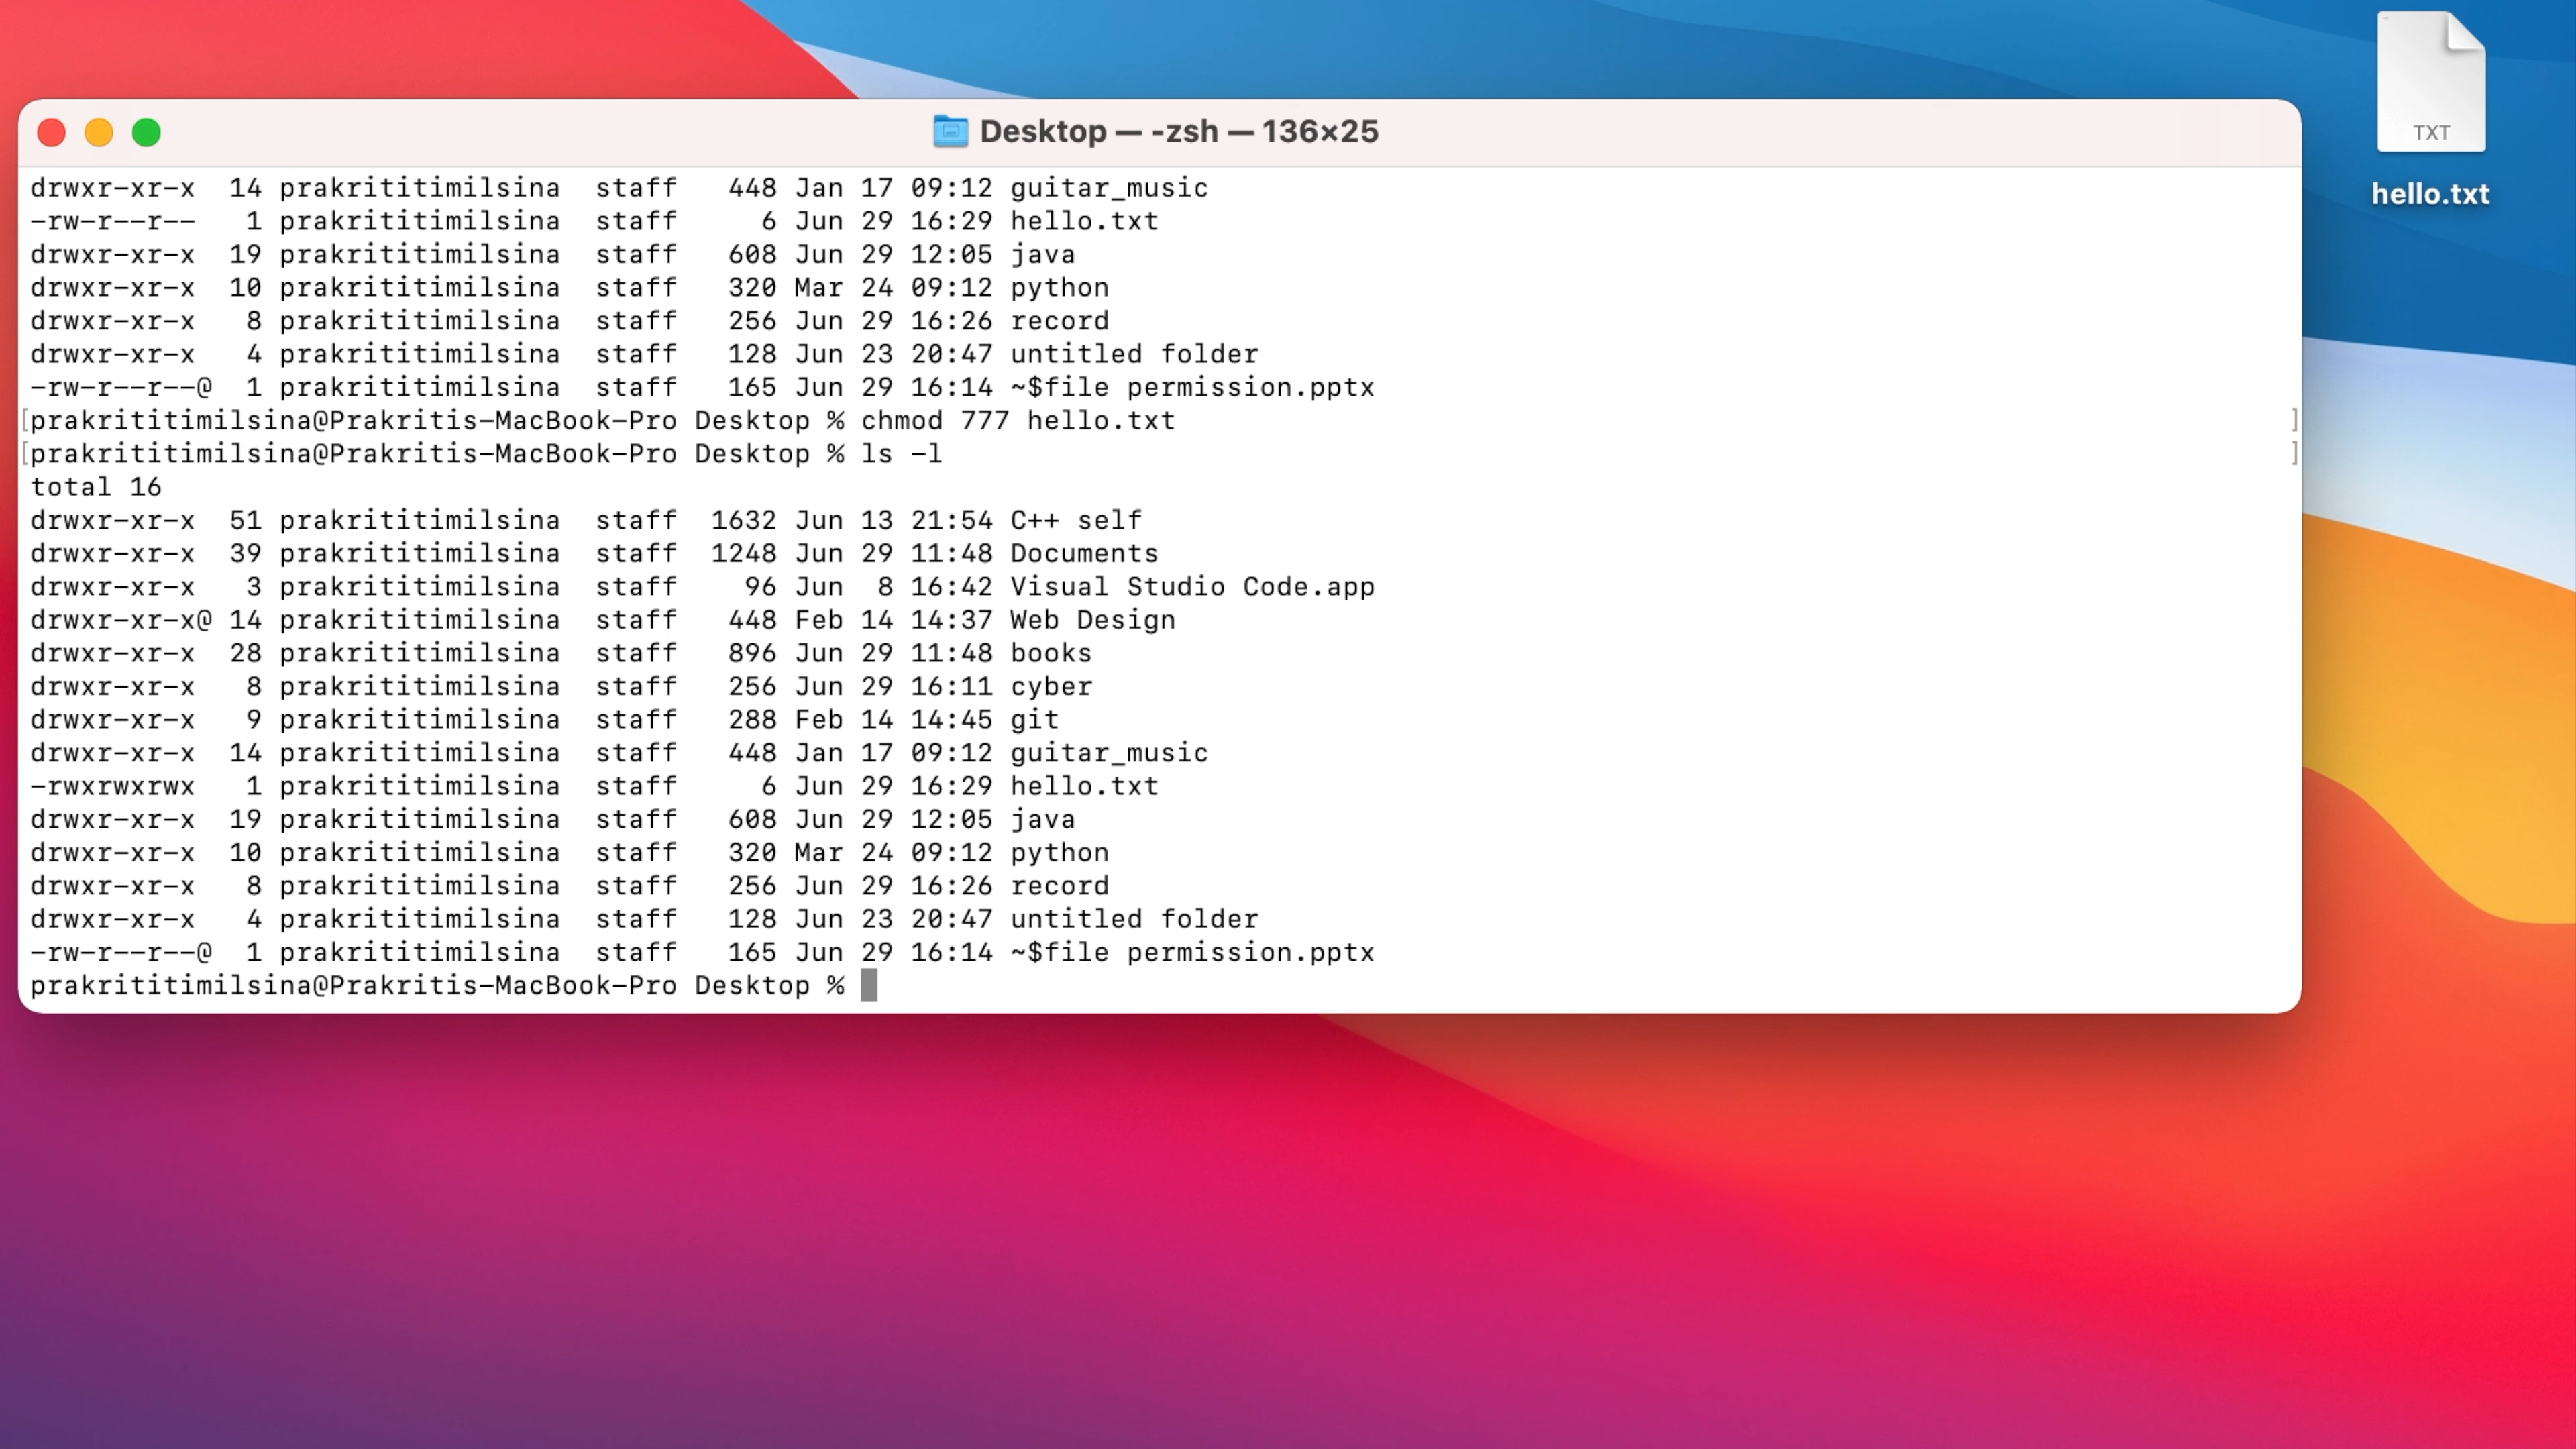 Desktop — -zsh — 136×25
TXT
hello.txt
drwxr-xr-x  14 prakrititimilsina  staff   448 Jan 17 09:12 guitar_music
-rw-r--r--   1 prakrititimilsina  staff     6 Jun 29 16:29 hello.txt
drwxr-xr-x  19 prakrititimilsina  staff   608 Jun 29 12:05 java
drwxr-xr-x  10 prakrititimilsina  staff   320 Mar 24 09:12 python
drwxr-xr-x   8 prakrititimilsina  staff   256 Jun 29 16:26 record
drwxr-xr-x   4 prakrititimilsina  staff   128 Jun 23 20:47 untitled folder
-rw-r--r--@  1 prakrititimilsina  staff   165 Jun 29 16:14 ~$file permission.pptx
[prakrititimilsina@Prakritis-MacBook-Pro Desktop % chmod 777 hello.txt ]
[prakrititimilsina@Prakritis-MacBook-Pro Desktop % ls -l ]
total 16
drwxr-xr-x  51 prakrititimilsina  staff  1632 Jun 13 21:54 C++ self
drwxr-xr-x  39 prakrititimilsina  staff  1248 Jun 29 11:48 Documents
drwxr-xr-x   3 prakrititimilsina  staff    96 Jun  8 16:42 Visual Studio Code.app
drwxr-xr-x@ 14 prakrititimilsina  staff   448 Feb 14 14:37 Web Design
drwxr-xr-x  28 prakrititimilsina  staff   896 Jun 29 11:48 books
drwxr-xr-x   8 prakrititimilsina  staff   256 Jun 29 16:11 cyber
drwxr-xr-x   9 prakrititimilsina  staff   288 Feb 14 14:45 git
drwxr-xr-x  14 prakrititimilsina  staff   448 Jan 17 09:12 guitar_music
-rwxrwxrwx   1 prakrititimilsina  staff     6 Jun 29 16:29 hello.txt
drwxr-xr-x  19 prakrititimilsina  staff   608 Jun 29 12:05 java
drwxr-xr-x  10 prakrititimilsina  staff   320 Mar 24 09:12 python
drwxr-xr-x   8 prakrititimilsina  staff   256 Jun 29 16:26 record
drwxr-xr-x   4 prakrititimilsina  staff   128 Jun 23 20:47 untitled folder
-rw-r--r--@  1 prakrititimilsina  staff   165 Jun 29 16:14 ~$file permission.pptx
prakrititimilsina@Prakritis-MacBook-Pro Desktop %